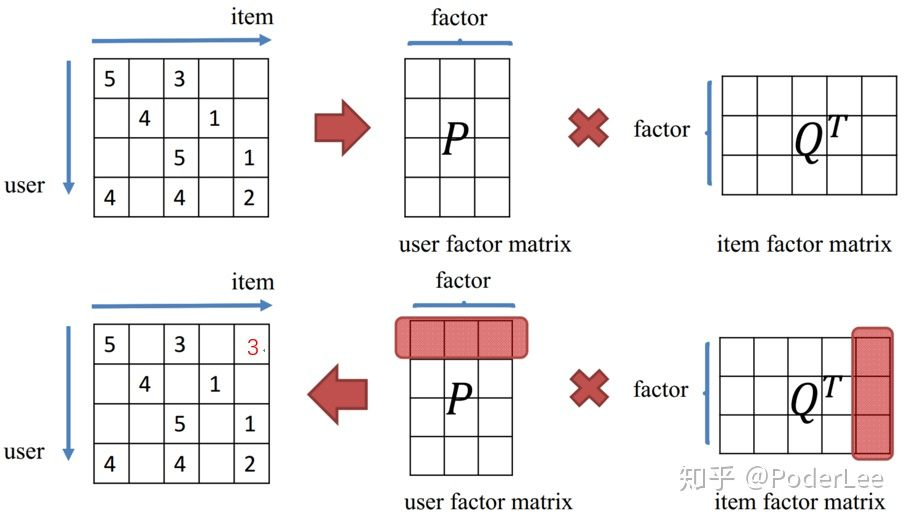 item
factor
5 3
4 1
5 1
4 4 2
user
P
factor
Q^T
user factor matrix
item factor matrix
item
factor
5 3 3.
4 1
5 1
4 4 2
user
P
factor
Q^T
知乎 @PoderLee
user factor matrix
item factor matrix